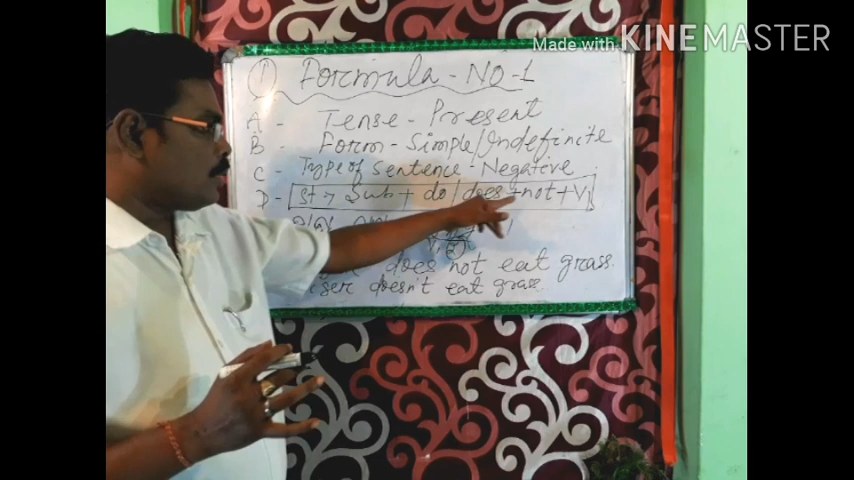 Made with KINEMASTER
① Formula - NO - 1
A - Tense - Present
B - Form - Simple/Indefinite
C - Type of Sentence - Negative
D - St → Sub + do/does + not + V1
does not eat grass.
doesn't eat grass.